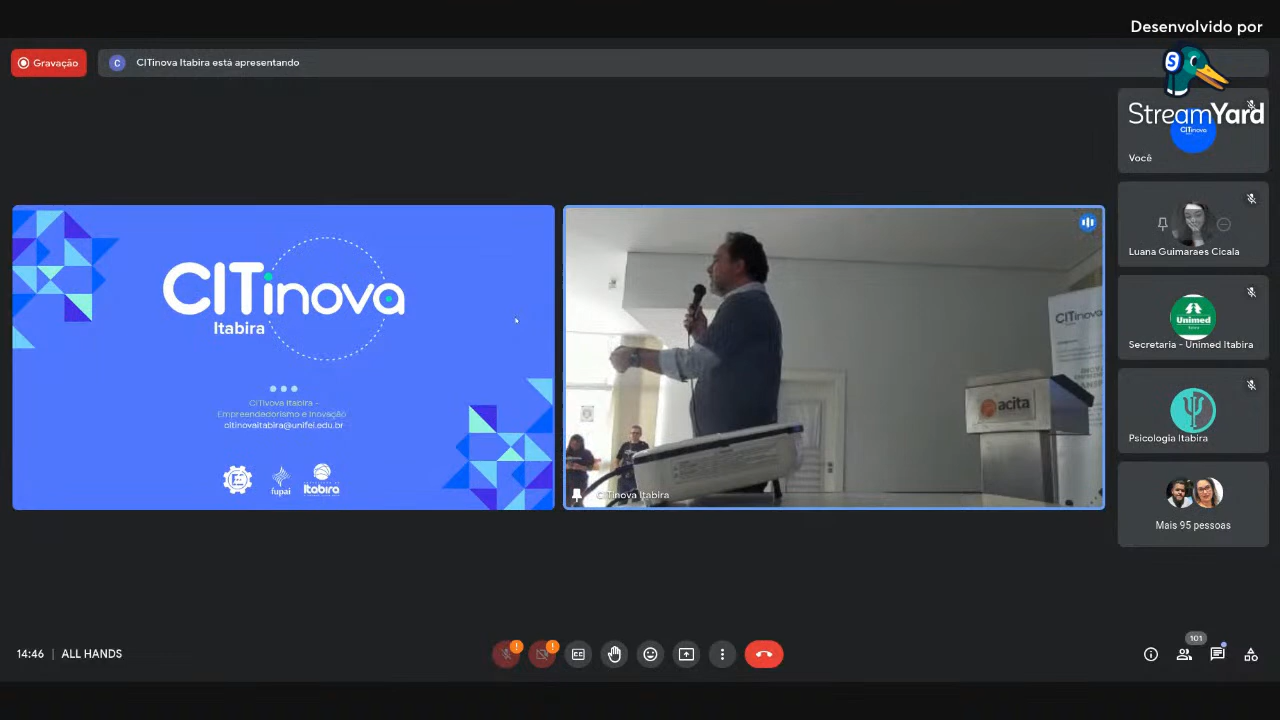 Desenvolvido por
StreamYard
Gravação
C
CITinova Itabira está apresentando
CITinova
Itabira
CITinova Itabira -
Empreendedorismo e Inovação
citinovaitabira@unifei.edu.br
fupai
Itabira
CITinova
acita
CITinova Itabira
CITinova
Você
Luana Guimaraes Cicala
Unimed
Secretaria - Unimed Itabira
Psicologia Itabira
Mais 95 pessoas
14:46 | ALL HANDS
101